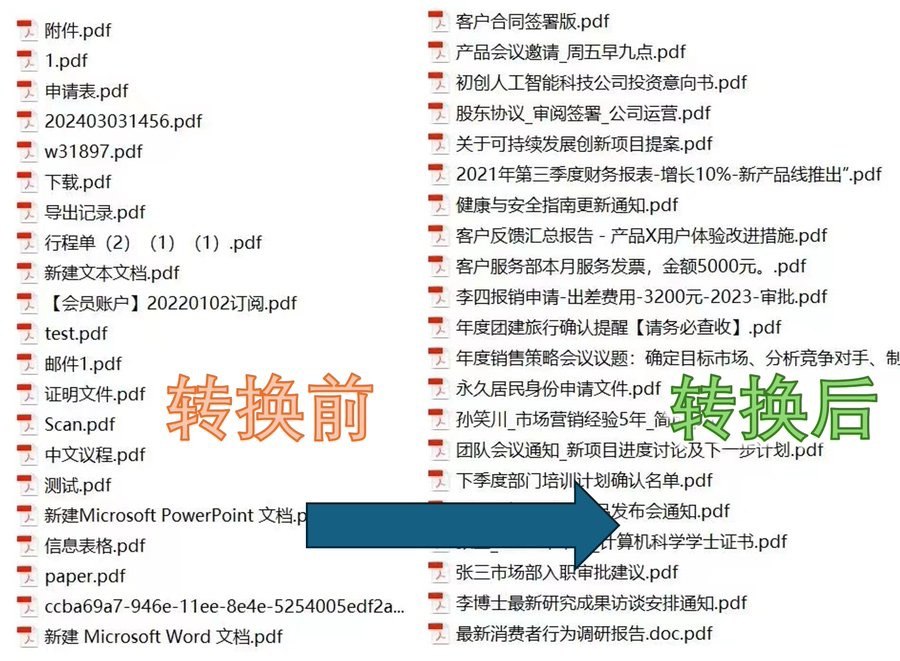 附件.pdf
1.pdf
申请表.pdf
202403031456.pdf
w31897.pdf
下载.pdf
导出记录.pdf
行程单（2）（1）（1）.pdf
新建文本文档.pdf
【会员账户】20220102订阅.pdf
test.pdf
邮件1.pdf
证明文件.pdf
Scan.pdf
中文议程.pdf
测试.pdf
新建Microsoft PowerPoint 文档.p
信息表格.pdf
paper.pdf
ccba69a7-946e-11ee-8e4e-5254005edf2a...
新建 Microsoft Word 文档.pdf
转换前
客户合同签署版.pdf
产品会议邀请_周五早九点.pdf
初创人工智能科技公司投资意向书.pdf
股东协议_审阅签署_公司运营.pdf
关于可持续发展创新项目提案.pdf
2021年第三季度财务报表-增长10%-新产品线推出”.pdf
健康与安全指南更新通知.pdf
客户反馈汇总报告 - 产品X用户体验改进措施.pdf
客户服务部本月服务发票，金额5000元。.pdf
李四报销申请-出差费用-3200元-2023-审批.pdf
年度团建旅行确认提醒【请务必查收】.pdf
年度销售策略会议议题：确定目标市场、分析竞争对手、制
永久居民身份申请文件.pdf
孙笑川_市场营销经验5年_简
团队会议通知_新项目进度讨论及下一步计划.pdf
下季度部门培训计划确认名单.pdf
发布会通知.pdf
计算机科学学士证书.pdf
张三市场部入职审批建议.pdf
李博士最新研究成果访谈安排通知.pdf
最新消费者行为调研报告.doc.pdf
转换后